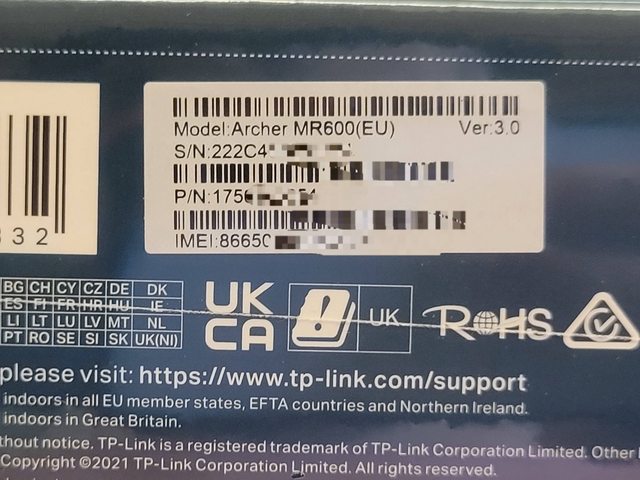 Model:Archer MR600(EU) Ver:3.0
S/N:222C4
P/N:175
IMEI:8665
332
BG CH CY CZ DE DK
ES FI FR HR HU IE
LI LT LU LV MT NL
PT RO SE SI SK UK(NI)
UK
CA
UK
RoHS
please visit: https://www.tp-link.com/support
indoors in all EU member states, EFTA countries and Northern Ireland.
indoors in Great Britain.
thout notice. TP-Link is a registered trademark of TP-Link Corporation Limited. Other
Copyright ©2021 TP-Link Corporation Limited. All rights reserved.